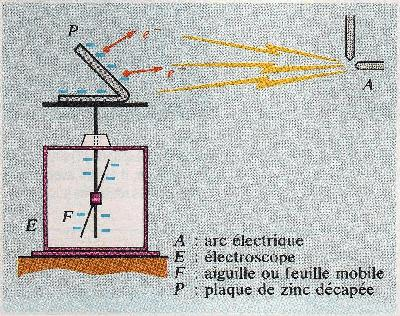 P
e⁻
e⁻
A
E
F
A : arc électrique
E : électroscope
F : aiguille ou feuille mobile
P : plaque de zinc décapée